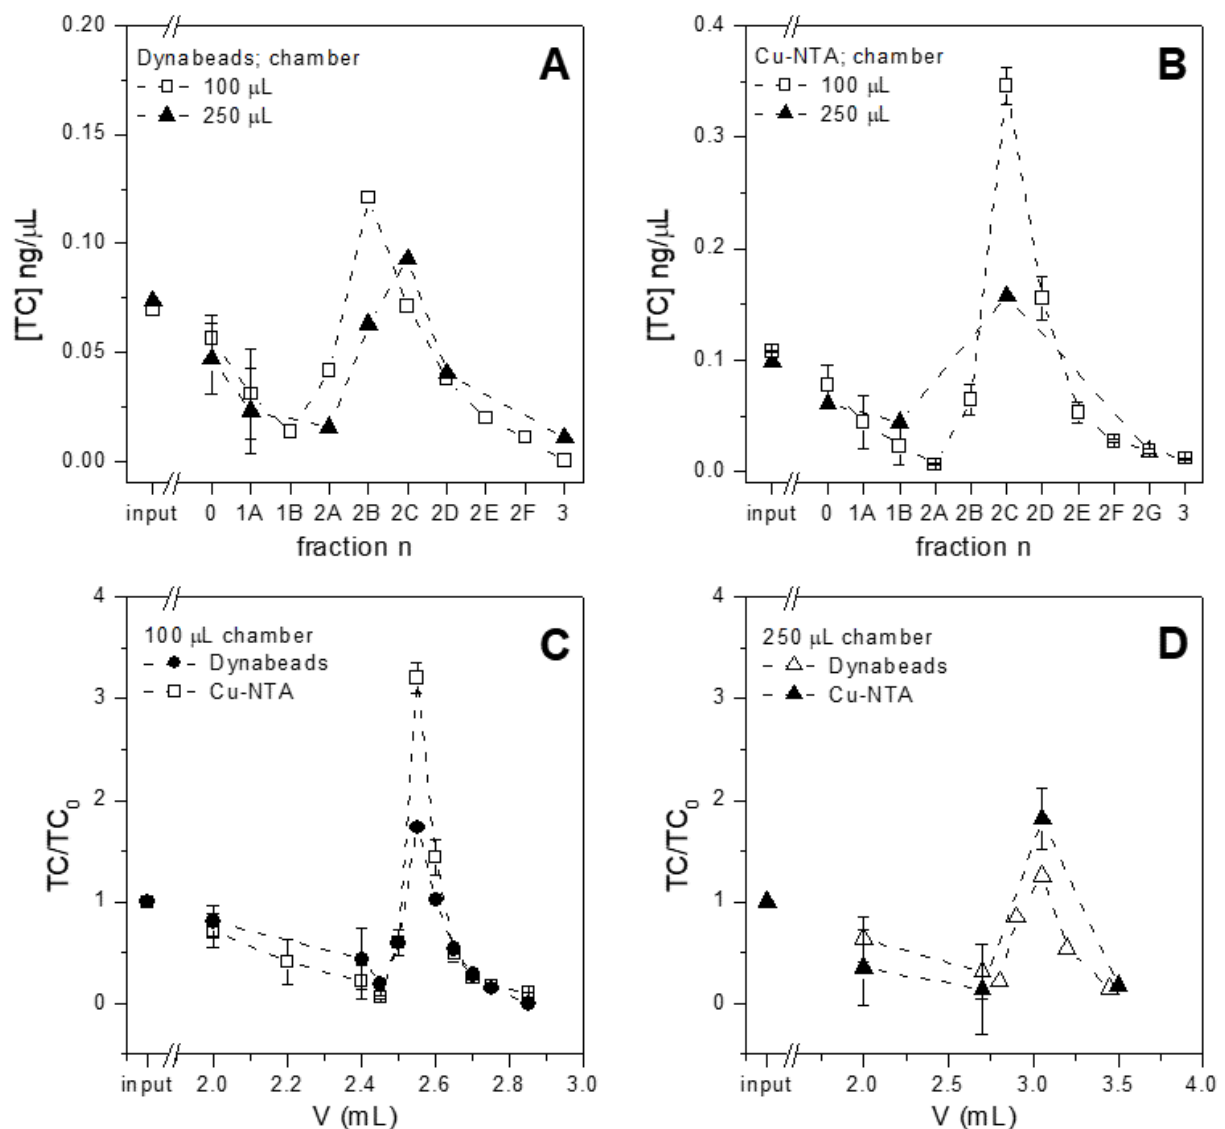 0.20
0.15
0.10
0.05
0.00
[TC] ng/μL
Dynabeads; chamber
100 μL
250 μL
A
input 0 1A 1B 2A 2B 2C 2D 2E 2F 3
fraction n
0.4
0.3
0.2
0.1
0.0
[TC] ng/μL
Cu-NTA; chamber
100 μL
250 μL
B
input 0 1A 1B 2A 2B 2C 2D 2E 2F 2G 3
fraction n
4
3
2
1
0
TC/TC0
100 μL chamber
Dynabeads
Cu-NTA
C
input 2.0 2.2 2.4 2.6 2.8 3.0
V (mL)
4
3
2
1
0
TC/TC0
250 μL chamber
Dynabeads
Cu-NTA
D
input 2.0 2.5 3.0 3.5 4.0
V (mL)